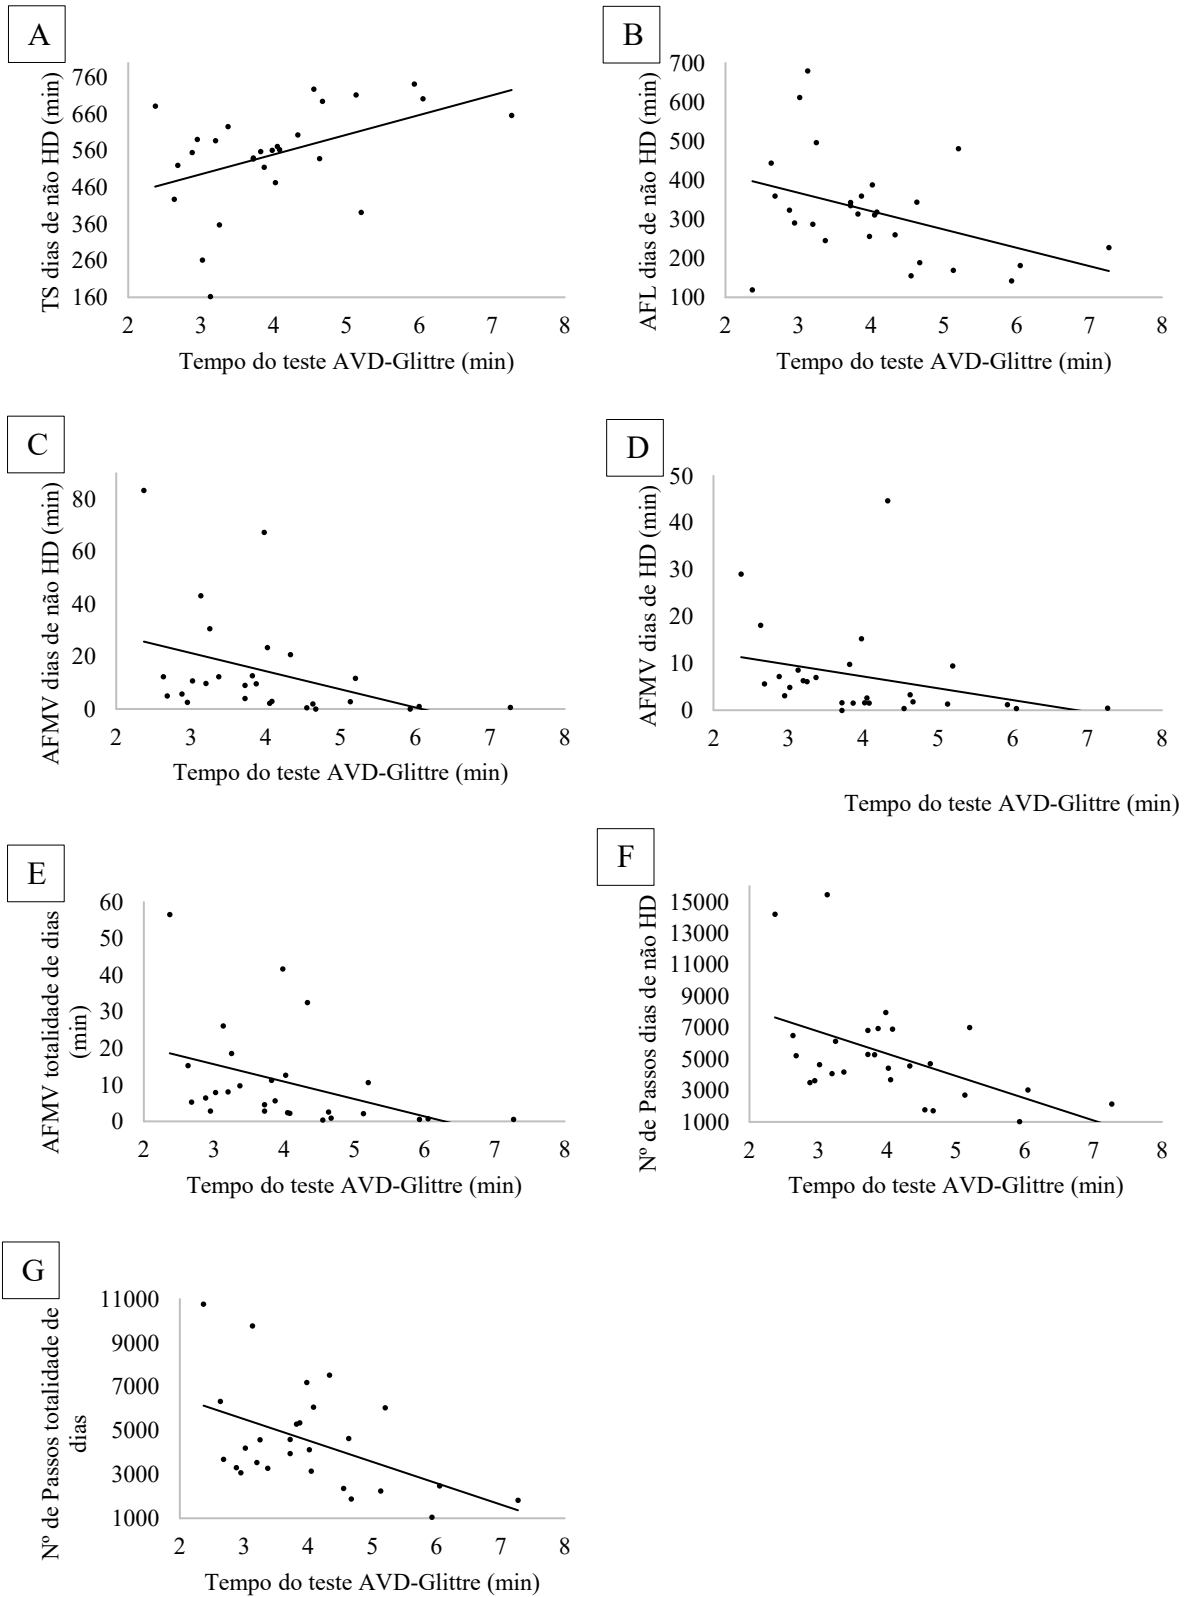 A
TS dias de não HD (min)
760
660
560
460
360
260
160
2 3 4 5 6 7 8
Tempo do teste AVD-Glittre (min)
B
AFL dias de não HD (min)
700
600
500
400
300
200
100
2 3 4 5 6 7 8
Tempo do teste AVD-Glittre (min)
C
AFMV dias de não HD (min)
80
60
40
20
0
2 3 4 5 6 7 8
Tempo do teste AVD-Glittre (min)
D
AFMV dias de HD (min)
50
40
30
20
10
0
2 3 4 5 6 7 8
Tempo do teste AVD-Glittre (min)
E
AFMV totalidade de dias
(min)
60
50
40
30
20
10
0
2 3 4 5 6 7 8
Tempo do teste AVD-Glittre (min)
F
Nº de Passos dias de não HD
15000
13000
11000
9000
7000
5000
3000
1000
2 3 4 5 6 7 8
Tempo do teste AVD-Glittre (min)
G
Nº de Passos totalidade de
dias
11000
9000
7000
5000
3000
1000
2 3 4 5 6 7 8
Tempo do teste AVD-Glittre (min)